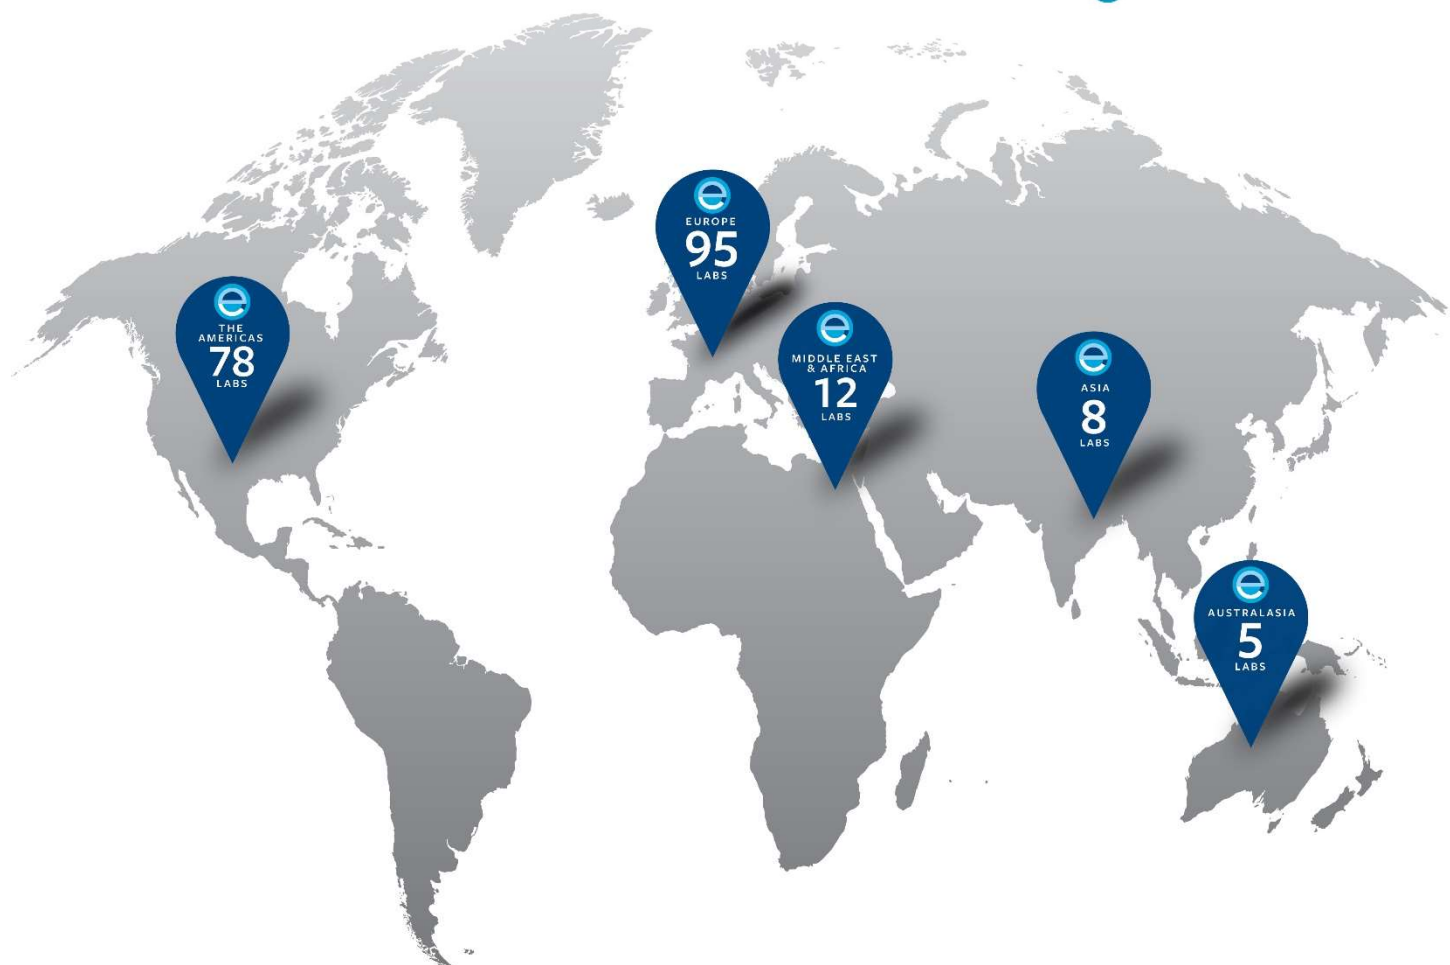 EUROPE
95
LABS
THE
AMERICAS
78
LABS
MIDDLE EAST
& AFRICA
12
LABS
ASIA
8
LABS
AUSTRALASIA
5
LABS